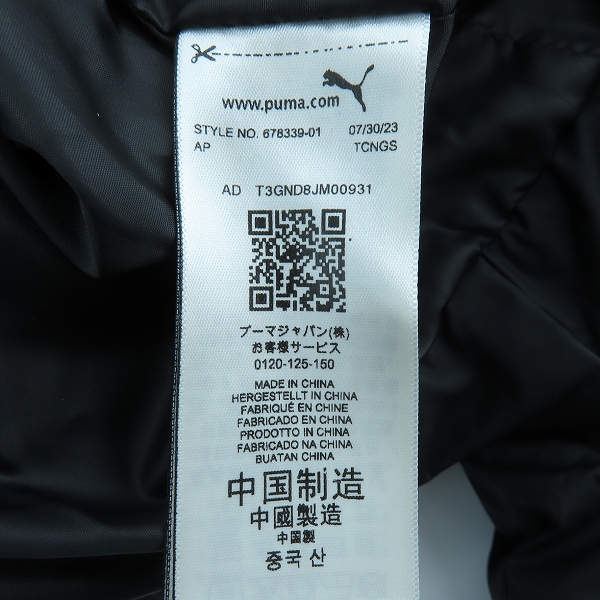 www.puma.com
STYLE NO. 678339-01 07/30/23
AP TCNGS
AD T3GND8JM00931
プーマジャパン(株)
お客様サービス
0120-125-150
MADE IN CHINA
HERGESTELLT IN CHINA
FABRIQUÉ EN CHINE
FABRICADO EN CHINA
PRODOTTO IN CHINA
FABRICADO NA CHINA
BUATAN CHINA
中国制造
中國製造
中国製
중국 산